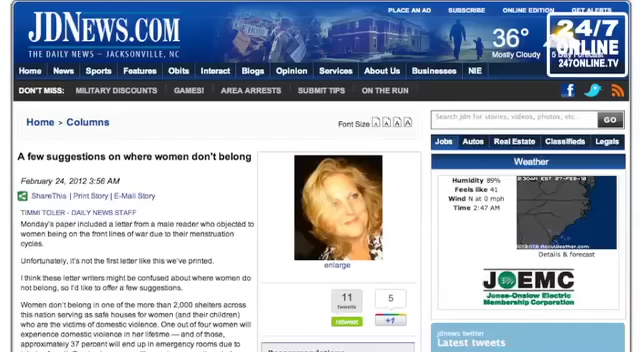 PLACE AN AD SUBSCRIBE ONLINE EDITION GET ALERTS
JDNEWS.COM
THE DAILY NEWS — JACKSONVILLE, NC
36°
Mostly Cloudy
24/7
ONLINE
247ONLINE.TV
Home News Sports Features Obits Interact Blogs Opinion Services About Us Businesses NIE
DON'T MISS: MILITARY DISCOUNTS GAMES! AREA ARRESTS SUBMIT TIPS ON THE RUN
Home > Columns
Font Size A A A A
Search jdn for stories, videos, photos, etc...
GO
Jobs Autos Real Estate Classifieds Legals
A few suggestions on where women don't belong
February 24, 2012 3:56 AM
ShareThis | Print Story | E-Mail Story
TIMMI TOLER - DAILY NEWS STAFF
Monday's paper included a letter from a male reader who objected to
women being on the front lines of war due to their menstruation
cycles.
Unfortunately, it's not the first letter like this we've printed.
I think these letter writers might be confused about where women do
not belong, so I'd like to offer a few suggestions.
Women don't belong in one of the more than 2,000 shelters across
this nation serving as safe houses for women (and their children)
who are the victims of domestic violence. One out of four women will
experience domestic violence in her lifetime — and of those,
approximately 37 percent will end up in emergency rooms due to
enlarge
11
tweets
retweet
5
+1
Recommendations
Weather
Humidity 89%
Feels like 41
Wind N at 0 mph
Time 2:47 AM
Details & forecast
JOEMC
Jones-Onslow Electric
Membership Corporation
jdnews twitter
Latest tweets